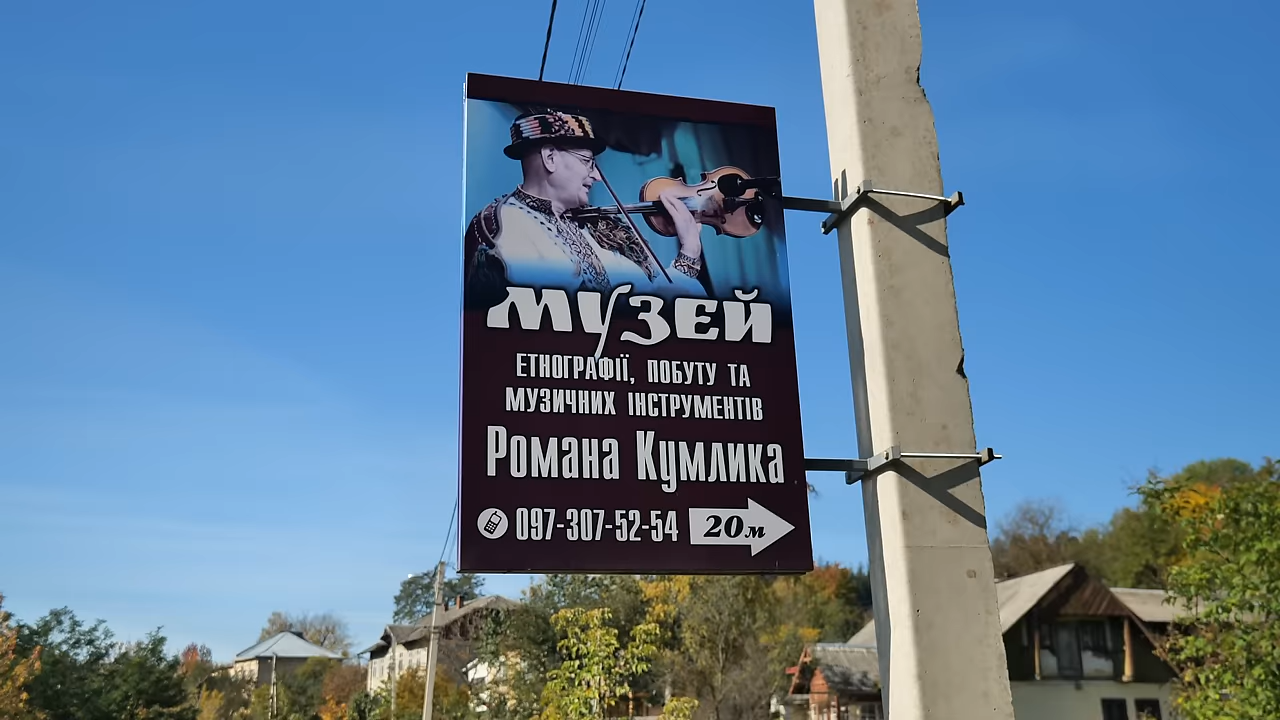 музей
ЕТНОГРАФІЇ, ПОБУТУ ТА
МУЗИЧНИХ ІНСТРУМЕНТІВ
Романа Кумлика
097-307-52-54
20м